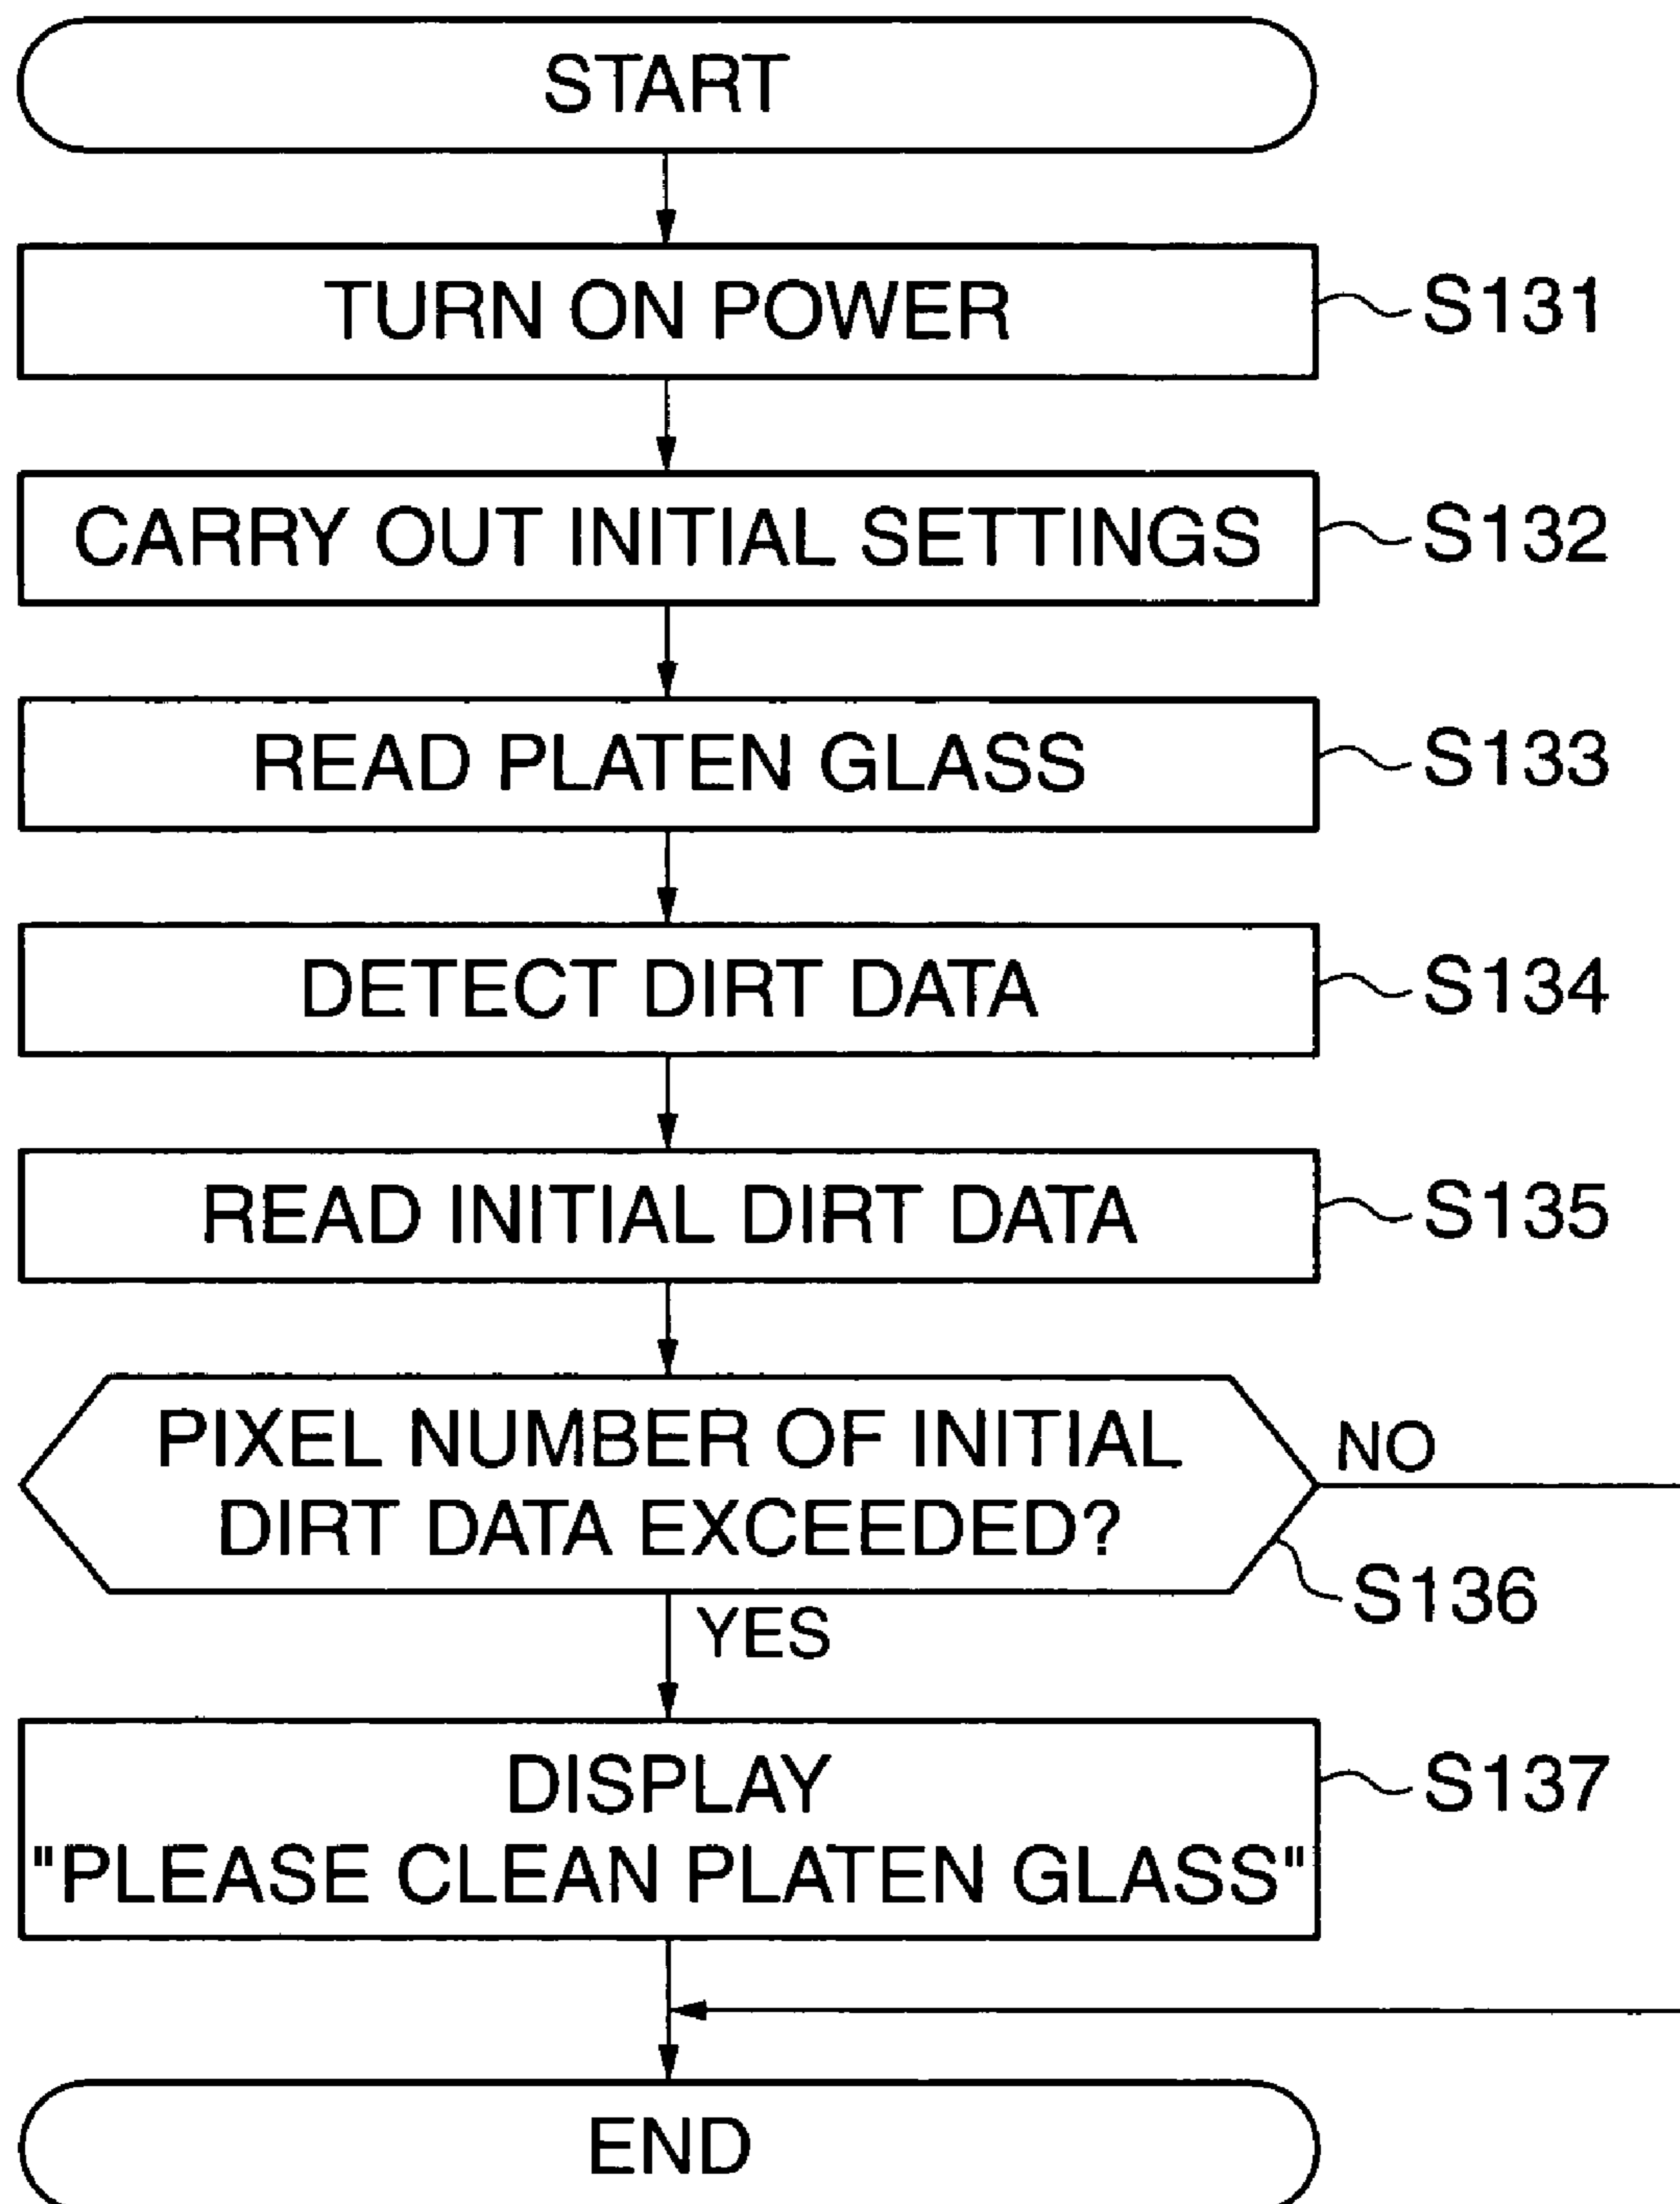 START
TURN ON POWER
S131
CARRY OUT INITIAL SETTINGS
S132
READ PLATEN GLASS
S133
DETECT DIRT DATA
S134
READ INITIAL DIRT DATA
S135
PIXEL NUMBER OF INITIAL
DIRT DATA EXCEEDED?
NO
S136
YES
DISPLAY
"PLEASE CLEAN PLATEN GLASS"
S137
END